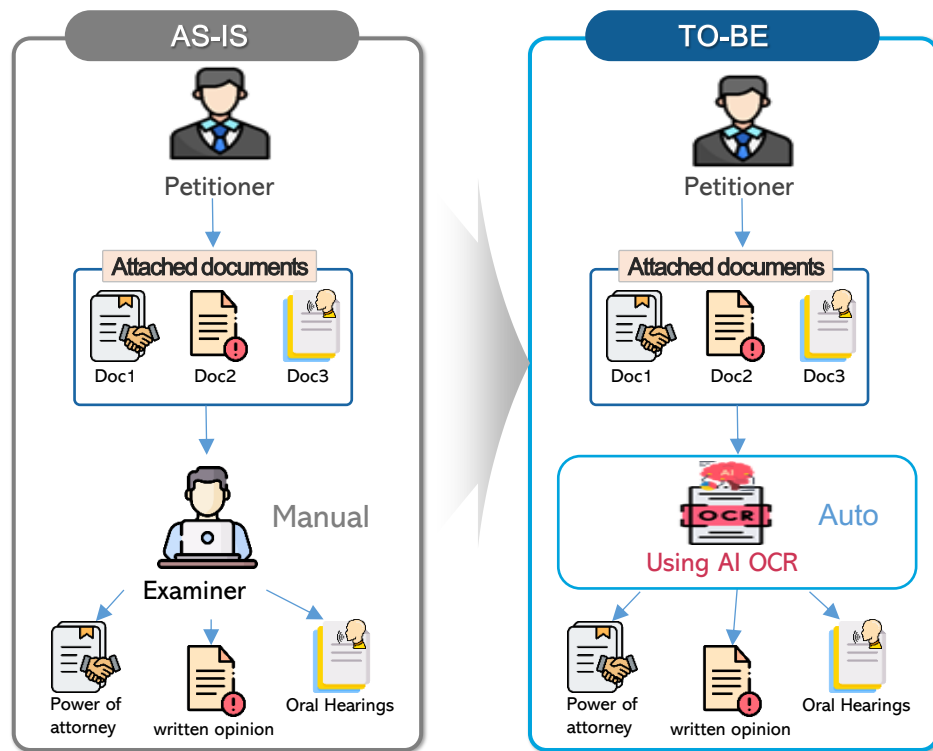 AS-IS
Petitioner
Attached documents
Doc1
Doc2
Doc3
Manual
Examiner
Power of
attorney
written opinion
Oral Hearings
TO-BE
Petitioner
Attached documents
Doc1
Doc2
Doc3
AI
OCR
Auto
Using AI OCR
Power of
attorney
written opinion
Oral Hearings